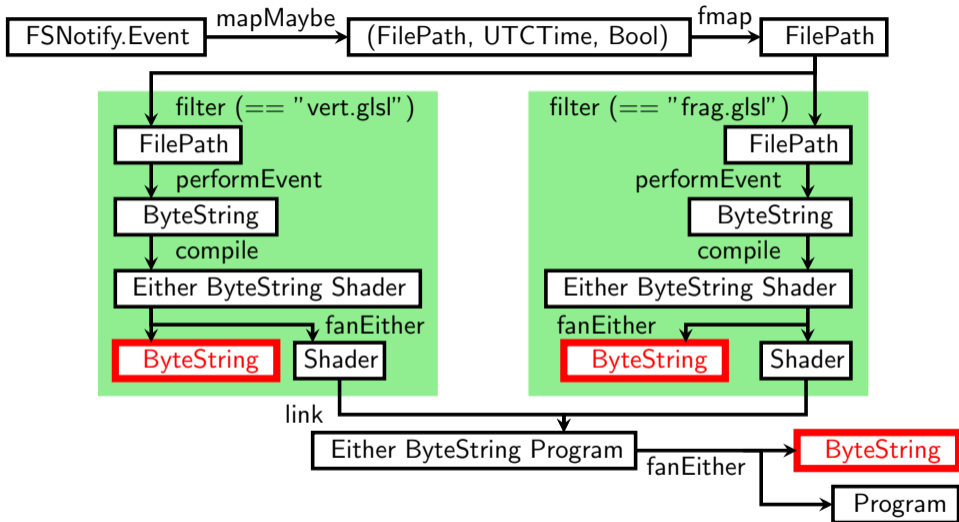 FSNotify.Event
mapMaybe
(FilePath, UTCTime, Bool)
fmap
FilePath
filter (== "vert.glsl")
FilePath
performEvent
ByteString
compile
Either ByteString Shader
fanEither
ByteString
Shader
filter (== "frag.glsl")
FilePath
performEvent
ByteString
compile
Either ByteString Shader
fanEither
ByteString
Shader
link
Either ByteString Program
fanEither
ByteString
Program